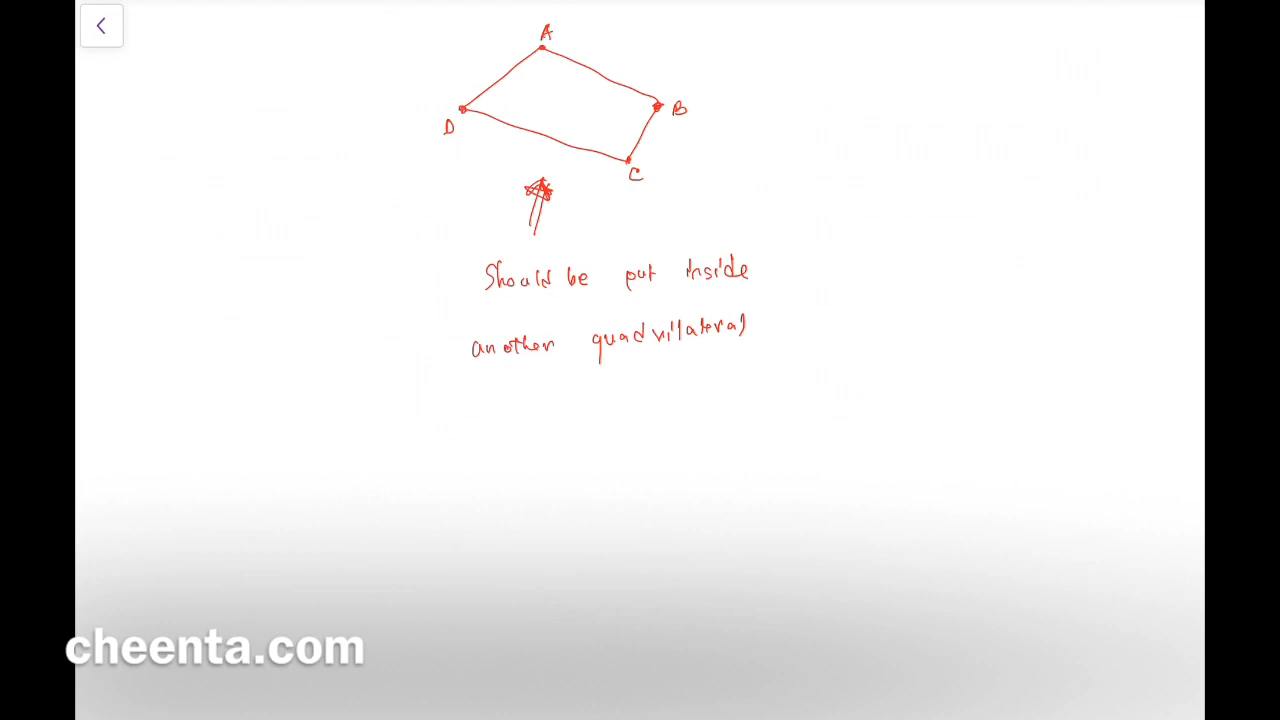 A
B
D
C
Should be put inside
another quadrilateral
cheenta.com